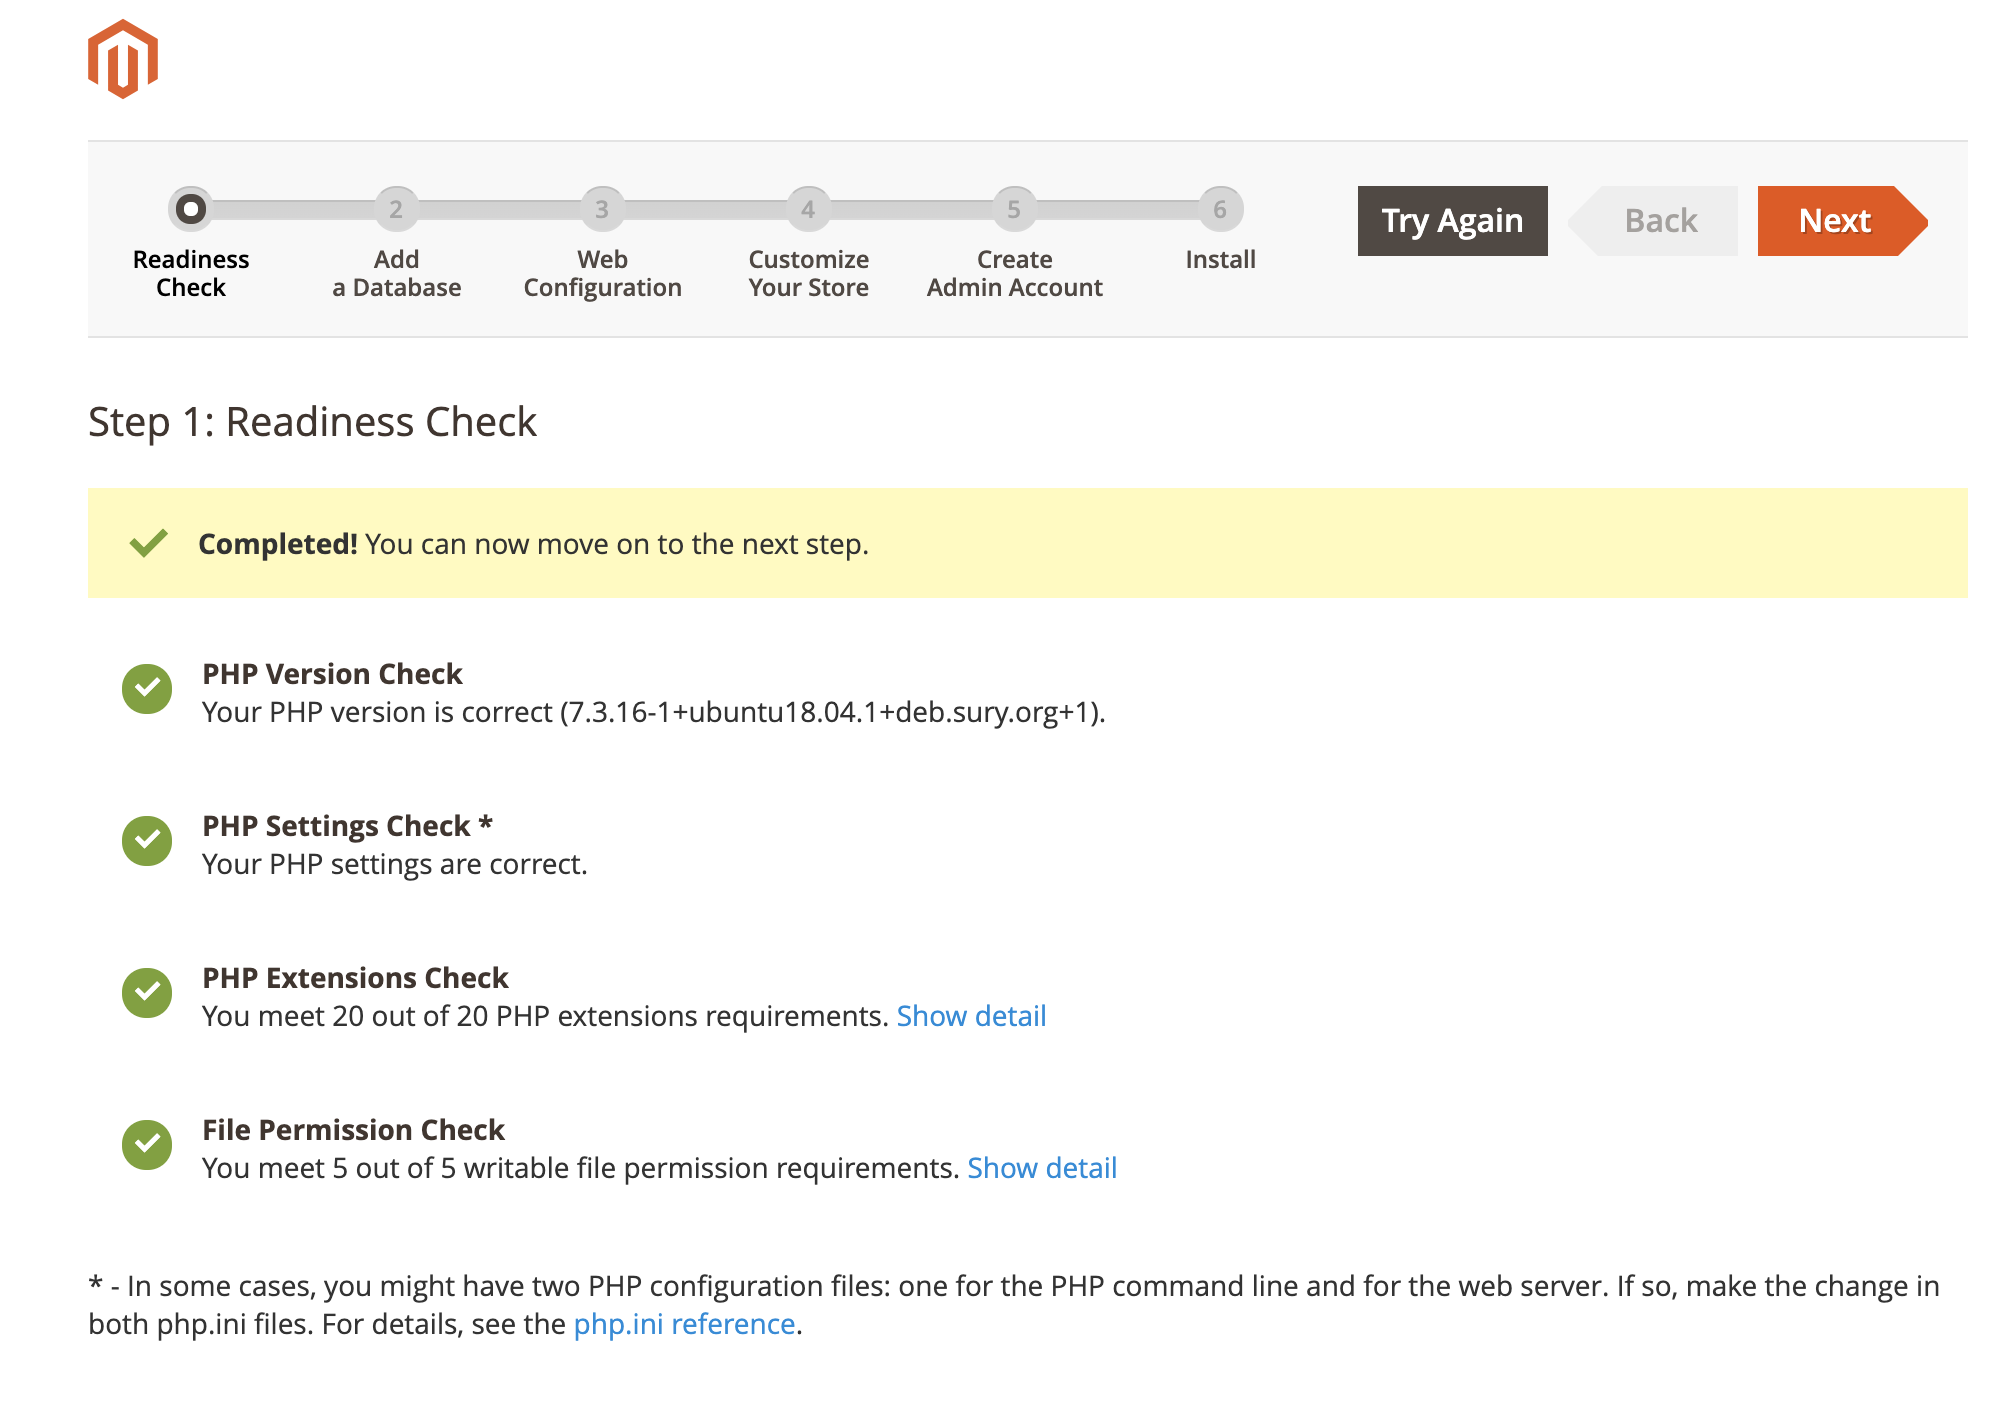 2 3 4 5 6
Readiness Check
Add a Database
Web Configuration
Customize Your Store
Create Admin Account
Install
Try Again
Back
Next
Step 1: Readiness Check
Completed! You can now move on to the next step.
PHP Version Check
Your PHP version is correct (7.3.16-1+ubuntu18.04.1+deb.sury.org+1).
PHP Settings Check *
Your PHP settings are correct.
PHP Extensions Check
You meet 20 out of 20 PHP extensions requirements. Show detail
File Permission Check
You meet 5 out of 5 writable file permission requirements. Show detail
* - In some cases, you might have two PHP configuration files: one for the PHP command line and for the web server. If so, make the change in
both php.ini files. For details, see the php.ini reference.